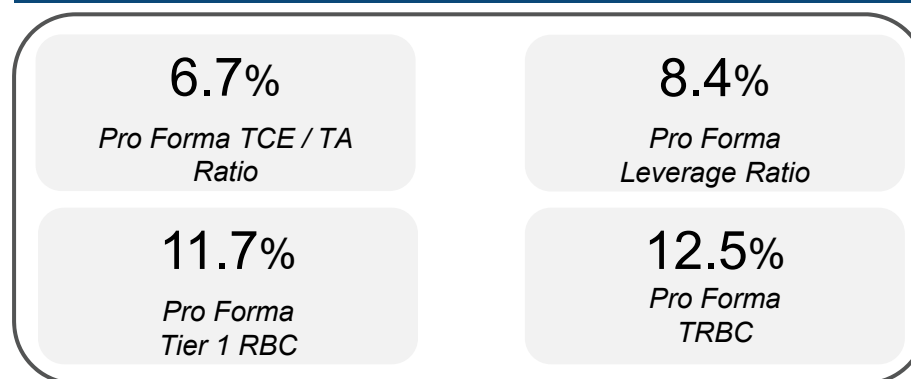 6.7%
Pro Forma TCE / TA
Ratio
8.4%
Pro Forma
Leverage Ratio
11.7%
Pro Forma
Tier 1 RBC
12.5%
Pro Forma
TRBC